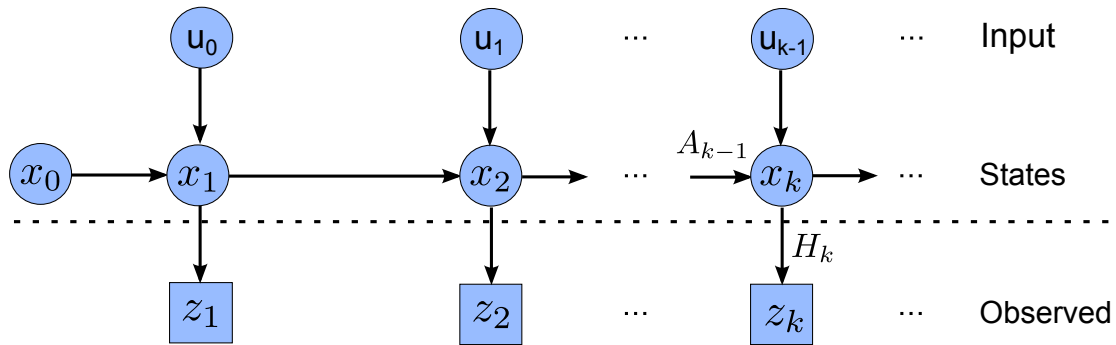 u₀ u₁ ... uₖ₋₁ ... Input
Aₖ₋₁
x₀ x₁ x₂ ... xₖ ... States
Hₖ
z₁ z₂ ... zₖ ... Observed